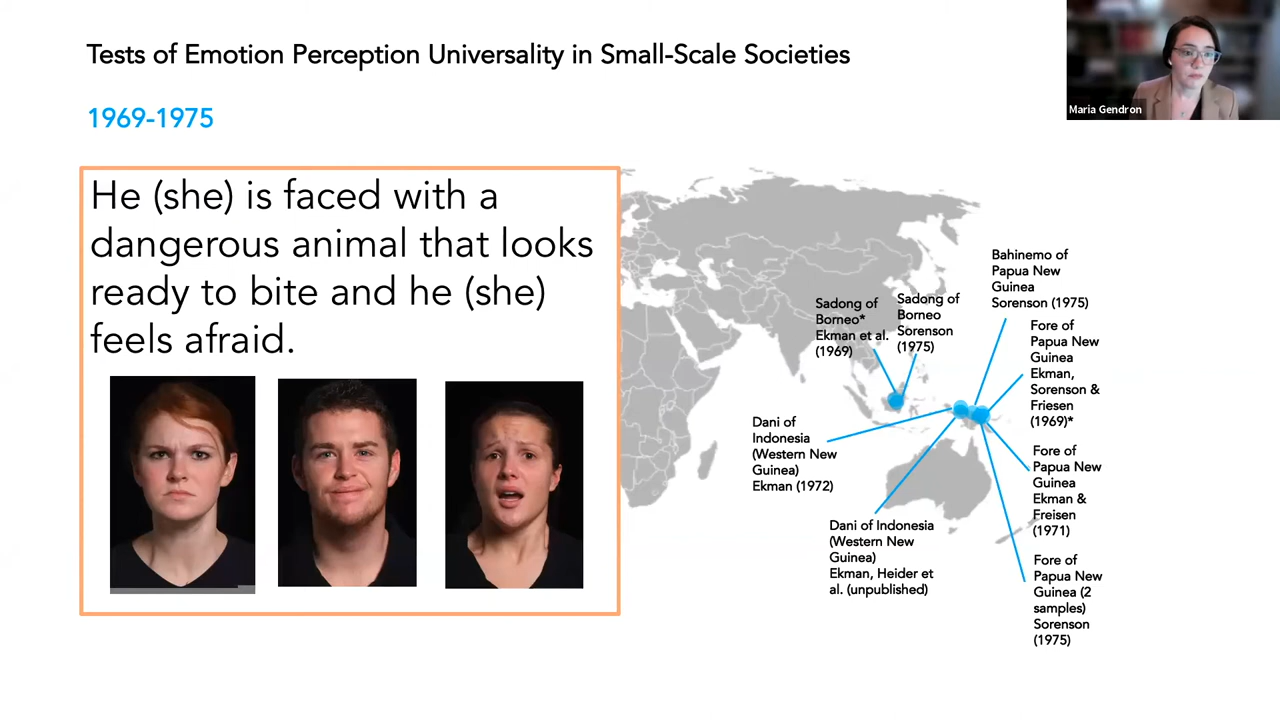 Tests of Emotion Perception Universality in Small-Scale Societies
1969-1975
Maria Gendron
He (she) is faced with a
dangerous animal that looks
ready to bite and he (she)
feels afraid.
Sadong of
Borneo*
Ekman et al.
(1969)
Sadong of
Borneo
Sorenson
(1975)
Bahinemo of
Papua New
Guinea
Sorenson (1975)
Fore of
Papua New
Guinea
Ekman,
Sorenson &
Friesen
(1969)*
Dani of
Indonesia
(Western New
Guinea)
Ekman (1972)
Fore of
Papua New
Guinea
Ekman &
Freisen
(1971)
Dani of Indonesia
(Western New
Guinea)
Ekman, Heider et
al. (unpublished)
Fore of
Papua New
Guinea (2
samples)
Sorenson
(1975)